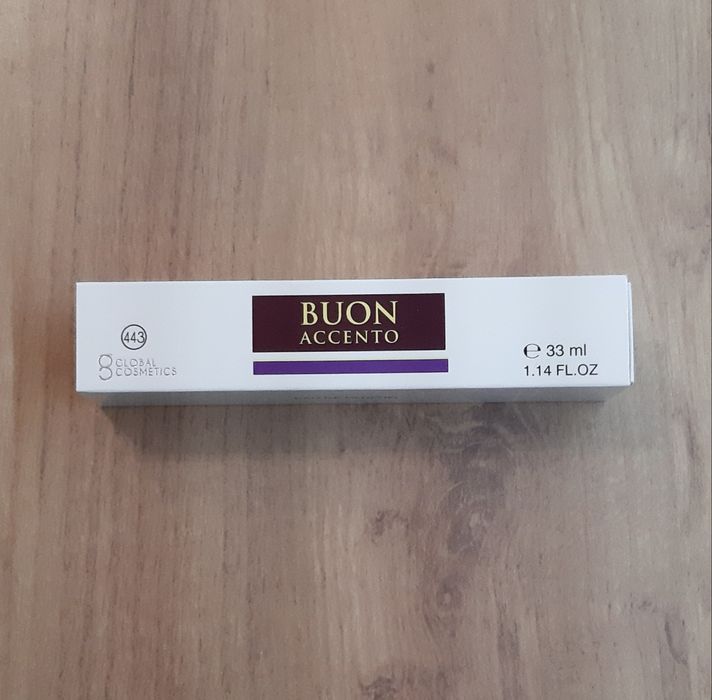 BUON
ACCENTO
443
GLOBAL
COSMETICS
℮ 33 ml
1.14 FL.OZ